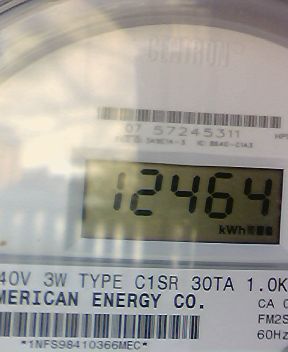 CENTRON
07 57245311
12464
kWh
40V 3W TYPE C1SR 30TA 1.0K
MERICAN ENERGY CO.
CA 0
FM2S
60Hz
*1NFS98410366MEC*